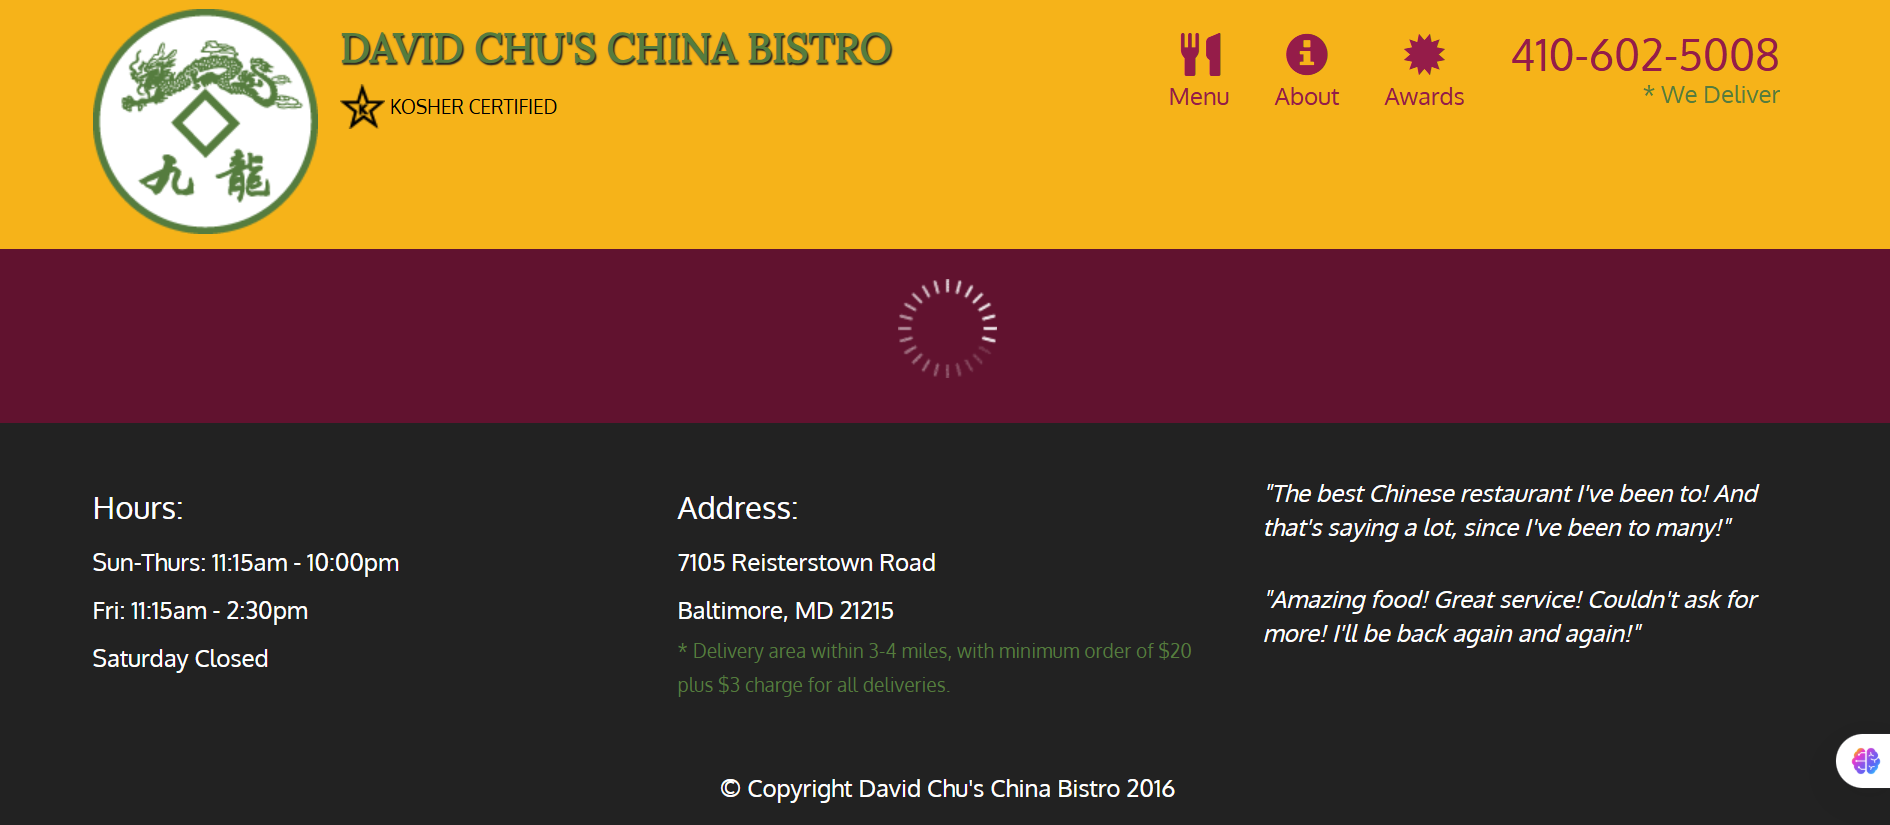 九 龍
DAVID CHU'S CHINA BISTRO
K KOSHER CERTIFIED
Menu
About
Awards
410-602-5008
* We Deliver
Hours:
Sun-Thurs: 11:15am - 10:00pm
Fri: 11:15am - 2:30pm
Saturday Closed
Address:
7105 Reisterstown Road
Baltimore, MD 21215
* Delivery area within 3-4 miles, with minimum order of $20
plus $3 charge for all deliveries.
"The best Chinese restaurant I've been to! And
that's saying a lot, since I've been to many!"
"Amazing food! Great service! Couldn't ask for
more! I'll be back again and again!"
© Copyright David Chu's China Bistro 2016